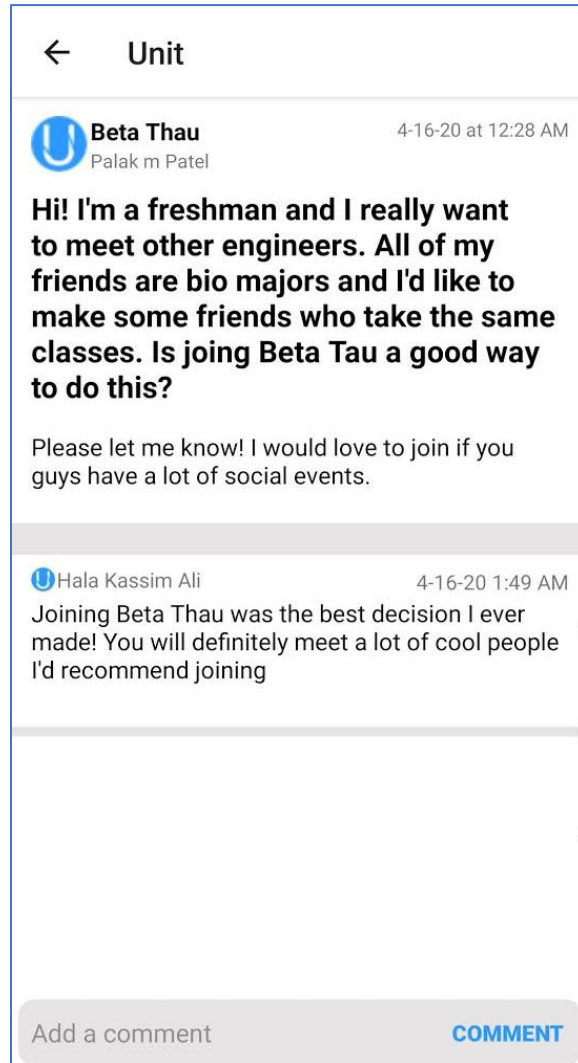 Unit
Beta Thau
4-16-20 at 12:28 AM
Palak m Patel
Hi! I'm a freshman and I really want
to meet other engineers. All of my
friends are bio majors and I'd like to
make some friends who take the same
classes. Is joing Beta Tau a good way
to do this?
Please let me know! I would love to join if you
guys have a lot of social events.
Hala Kassim Ali
4-16-20 1:49 AM
Joining Beta Thau was the best decision I ever
made! You will definitely meet a lot of cool people
I'd recommend joining
Add a comment
COMMENT